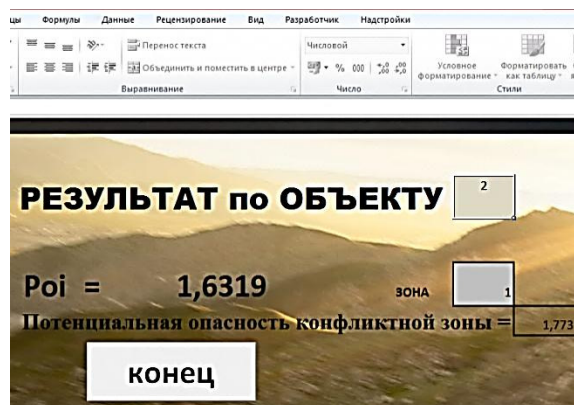 цы Формулы Данные Рецензирование Вид Разработчик Надстройки
Перенос текста
Числовой
Объединить и поместить в центре
% 000
Условное форматирование
Форматировать как таблицу
Выравнивание Число Стили
РЕЗУЛЬТАТ по ОБЪЕКТУ 2
Poi = 1,6319 ЗОНА 1
Потенциальная опасность конфликтной зоны = 1,773
конец